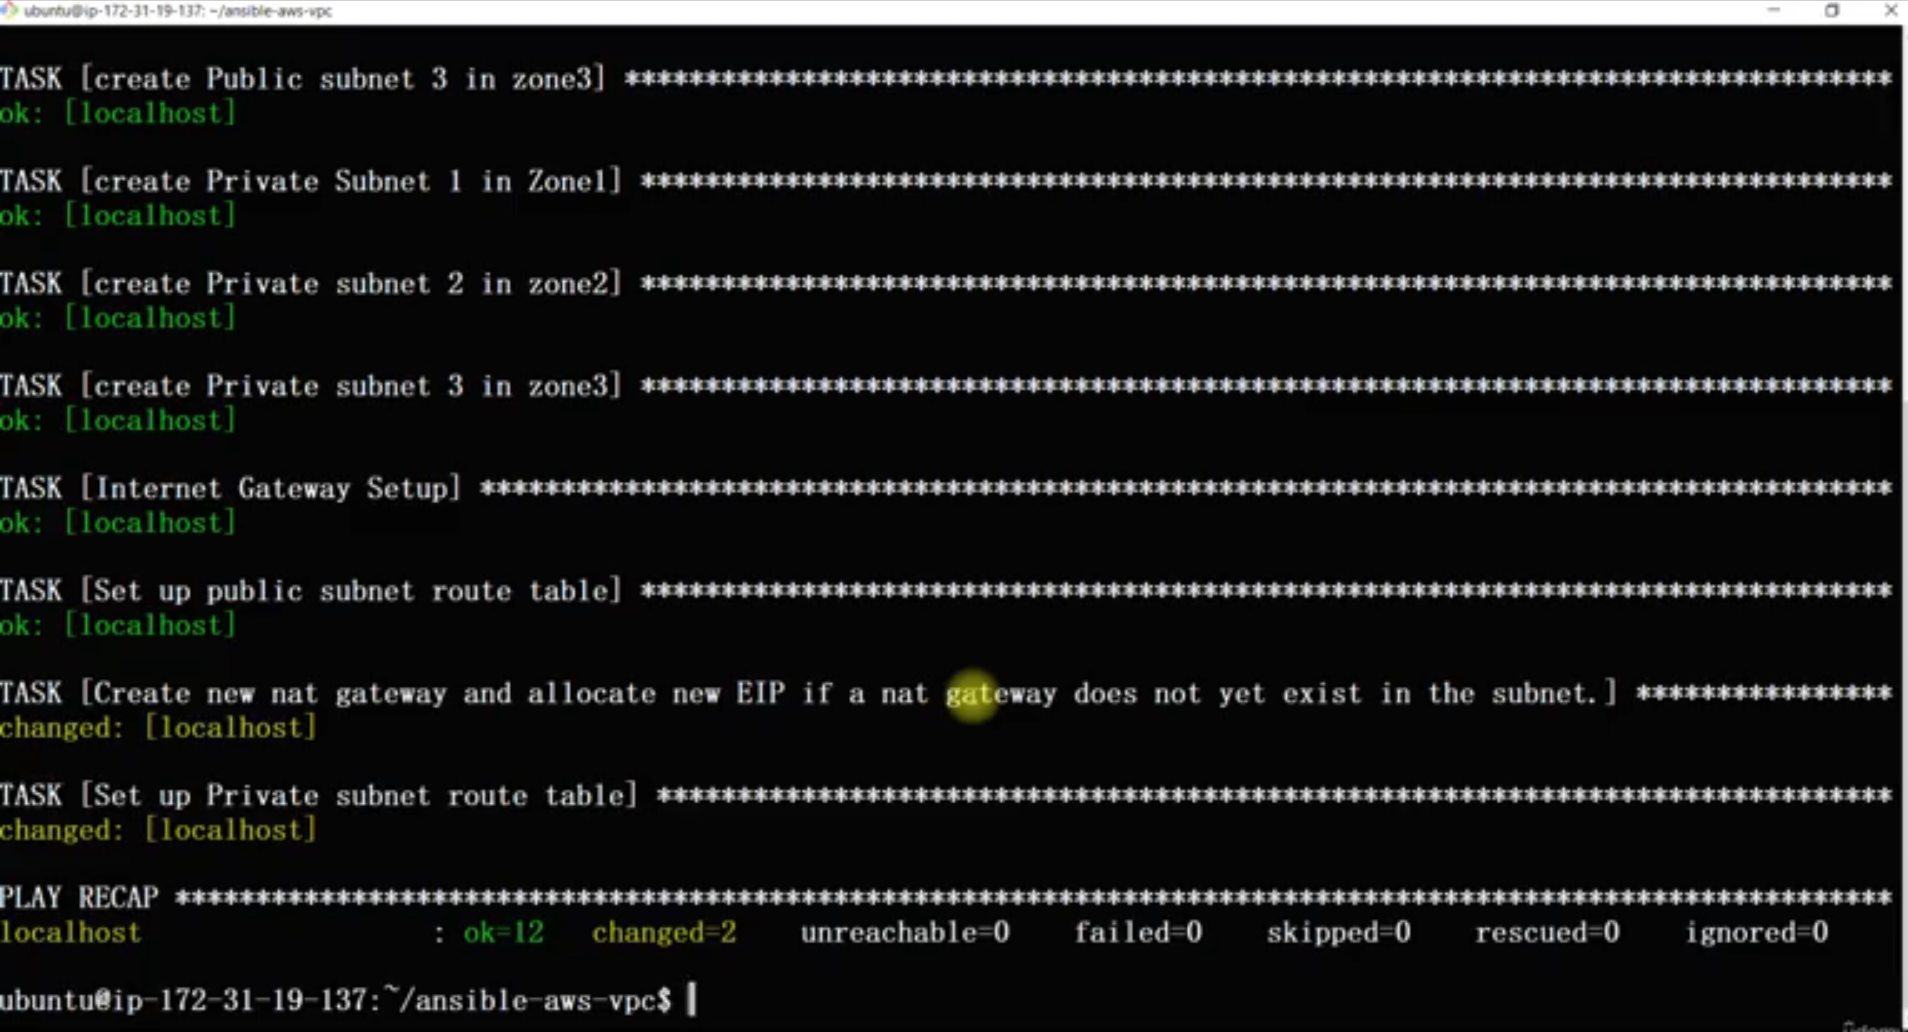 ubuntu@ip-172-31-19-137: ~/ansible-aws-vpc
TASK [create Public subnet 3 in zone3] *******************************************************************************
ok: [localhost]
TASK [create Private Subnet 1 in Zone1] ******************************************************************************
ok: [localhost]
TASK [create Private subnet 2 in zone2] ******************************************************************************
ok: [localhost]
TASK [create Private subnet 3 in zone3] ******************************************************************************
ok: [localhost]
TASK [Internet Gateway Setup] ****************************************************************************************
ok: [localhost]
TASK [Set up public subnet route table] ******************************************************************************
ok: [localhost]
TASK [Create new nat gateway and allocate new EIP if a nat gateway does not yet exist in the subnet.] ****************
changed: [localhost]
TASK [Set up Private subnet route table] *****************************************************************************
changed: [localhost]
PLAY RECAP ***********************************************************************************************************
localhost : ok=12 changed=2 unreachable=0 failed=0 skipped=0 rescued=0 ignored=0
ubuntu@ip-172-31-19-137:~/ansible-aws-vpc$